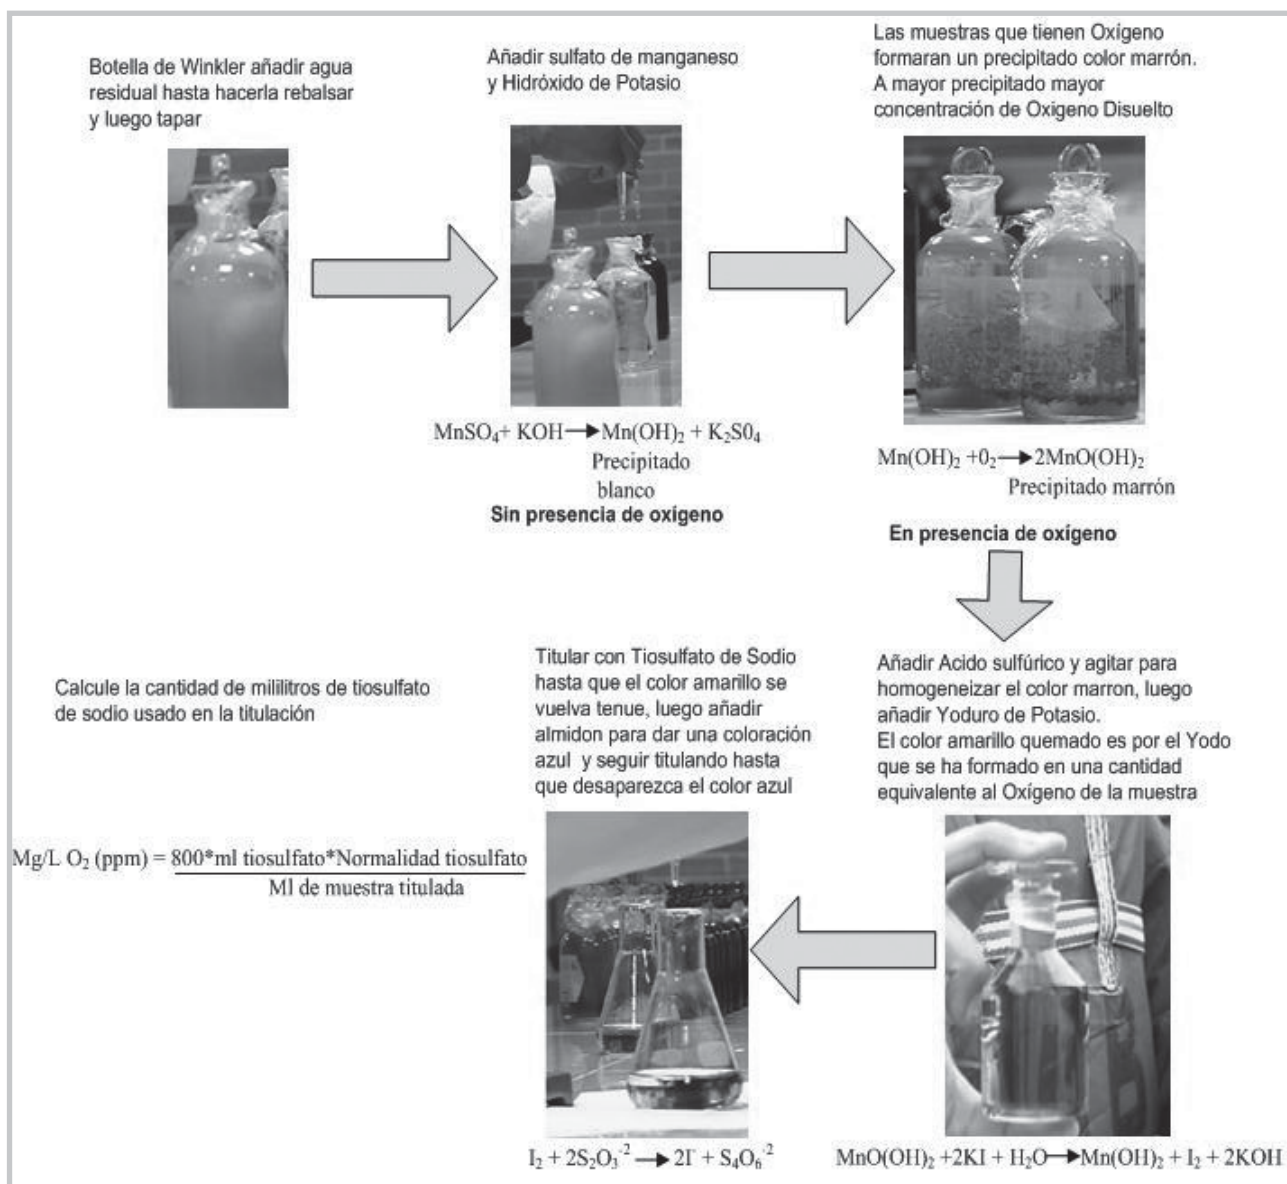 Botella de Winkler añadir agua
residual hasta hacerla rebalsar
y luego tapar
Añadir sulfato de manganeso
y Hidróxido de Potasio
Las muestras que tienen Oxígeno
formaran un precipitado color marrón.
A mayor precipitado mayor
concentración de Oxigeno Disuelto
MnSO₄+ KOH → Mn(OH)₂ + K₂S0₄
Precipitado
blanco
Sin presencia de oxígeno
Mn(OH)₂ +0₂ → 2MnO(OH)₂
Precipitado marrón
En presencia de oxígeno
Añadir Acido sulfúrico y agitar para
homogeneizar el color marron, luego
añadir Yoduro de Potasio.
El color amarillo quemado es por el Yodo
que se ha formado en una cantidad
equivalente al Oxígeno de la muestra
MnO(OH)₂ +2KI + H₂O → Mn(OH)₂ + I₂ + 2KOH
Titular con Tiosulfato de Sodio
hasta que el color amarillo se
vuelva tenue, luego añadir
almidon para dar una coloración
azul y seguir titulando hasta
que desaparezca el color azul
I₂ + 2S₂O₃⁻² → 2I⁻ + S₄O₆⁻²
Calcule la cantidad de mililitros de tiosulfato
de sodio usado en la titulación
Mg/L O₂ (ppm) = 800*ml tiosulfato*Normalidad tiosulfato
Ml de muestra titulada